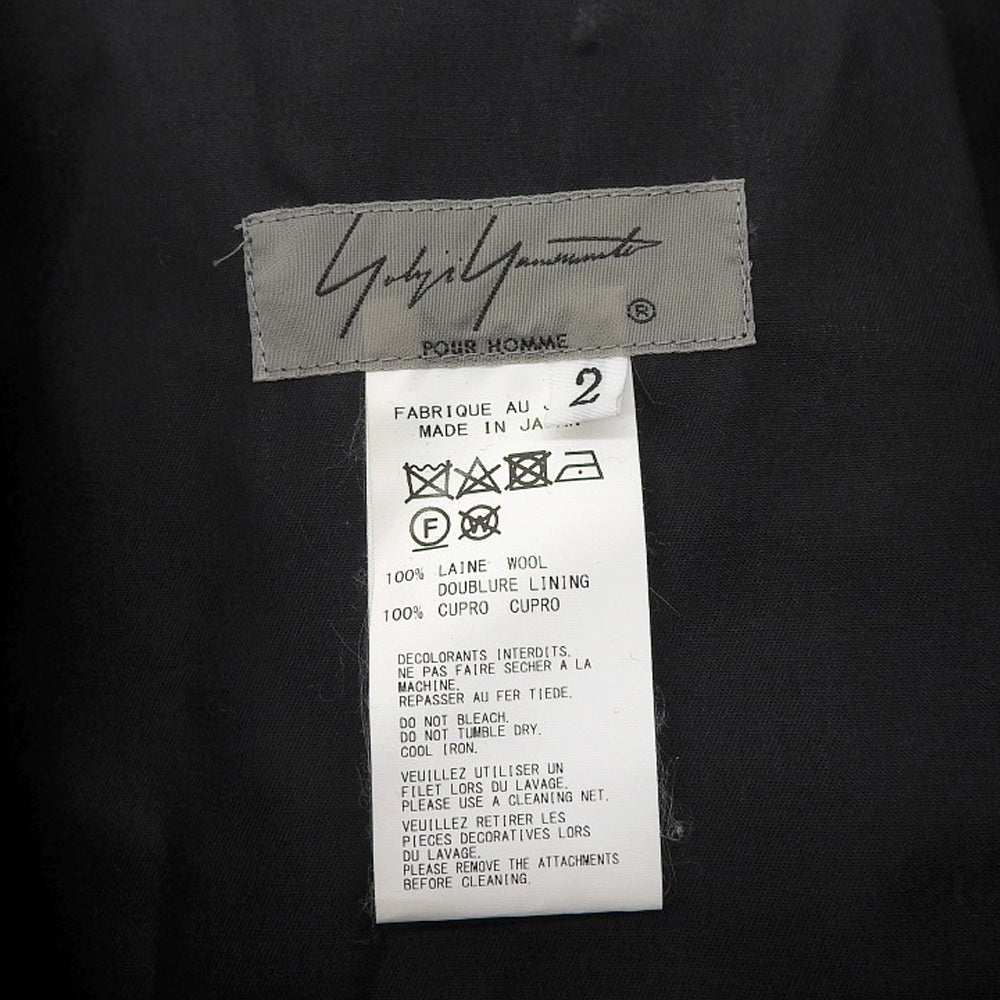 Yohji Yamamoto
®
POUR HOMME
2
FABRIQUE AU
MADE IN JAPAN
F
W
100% LAINE WOOL
DOUBLURE LINING
100% CUPRO CUPRO
DECOLORANTS INTERDITS.
NE PAS FAIRE SECHER A LA
MACHINE.
REPASSER AU FER TIEDE.
DO NOT BLEACH.
DO NOT TUMBLE DRY.
COOL IRON.
VEUILLEZ UTILISER UN
FILET LORS DU LAVAGE.
PLEASE USE A CLEANING NET.
VEUILLEZ RETIRER LES
PIECES DECORATIVES LORS
DU LAVAGE.
PLEASE REMOVE THE ATTACHMENTS
BEFORE CLEANING.